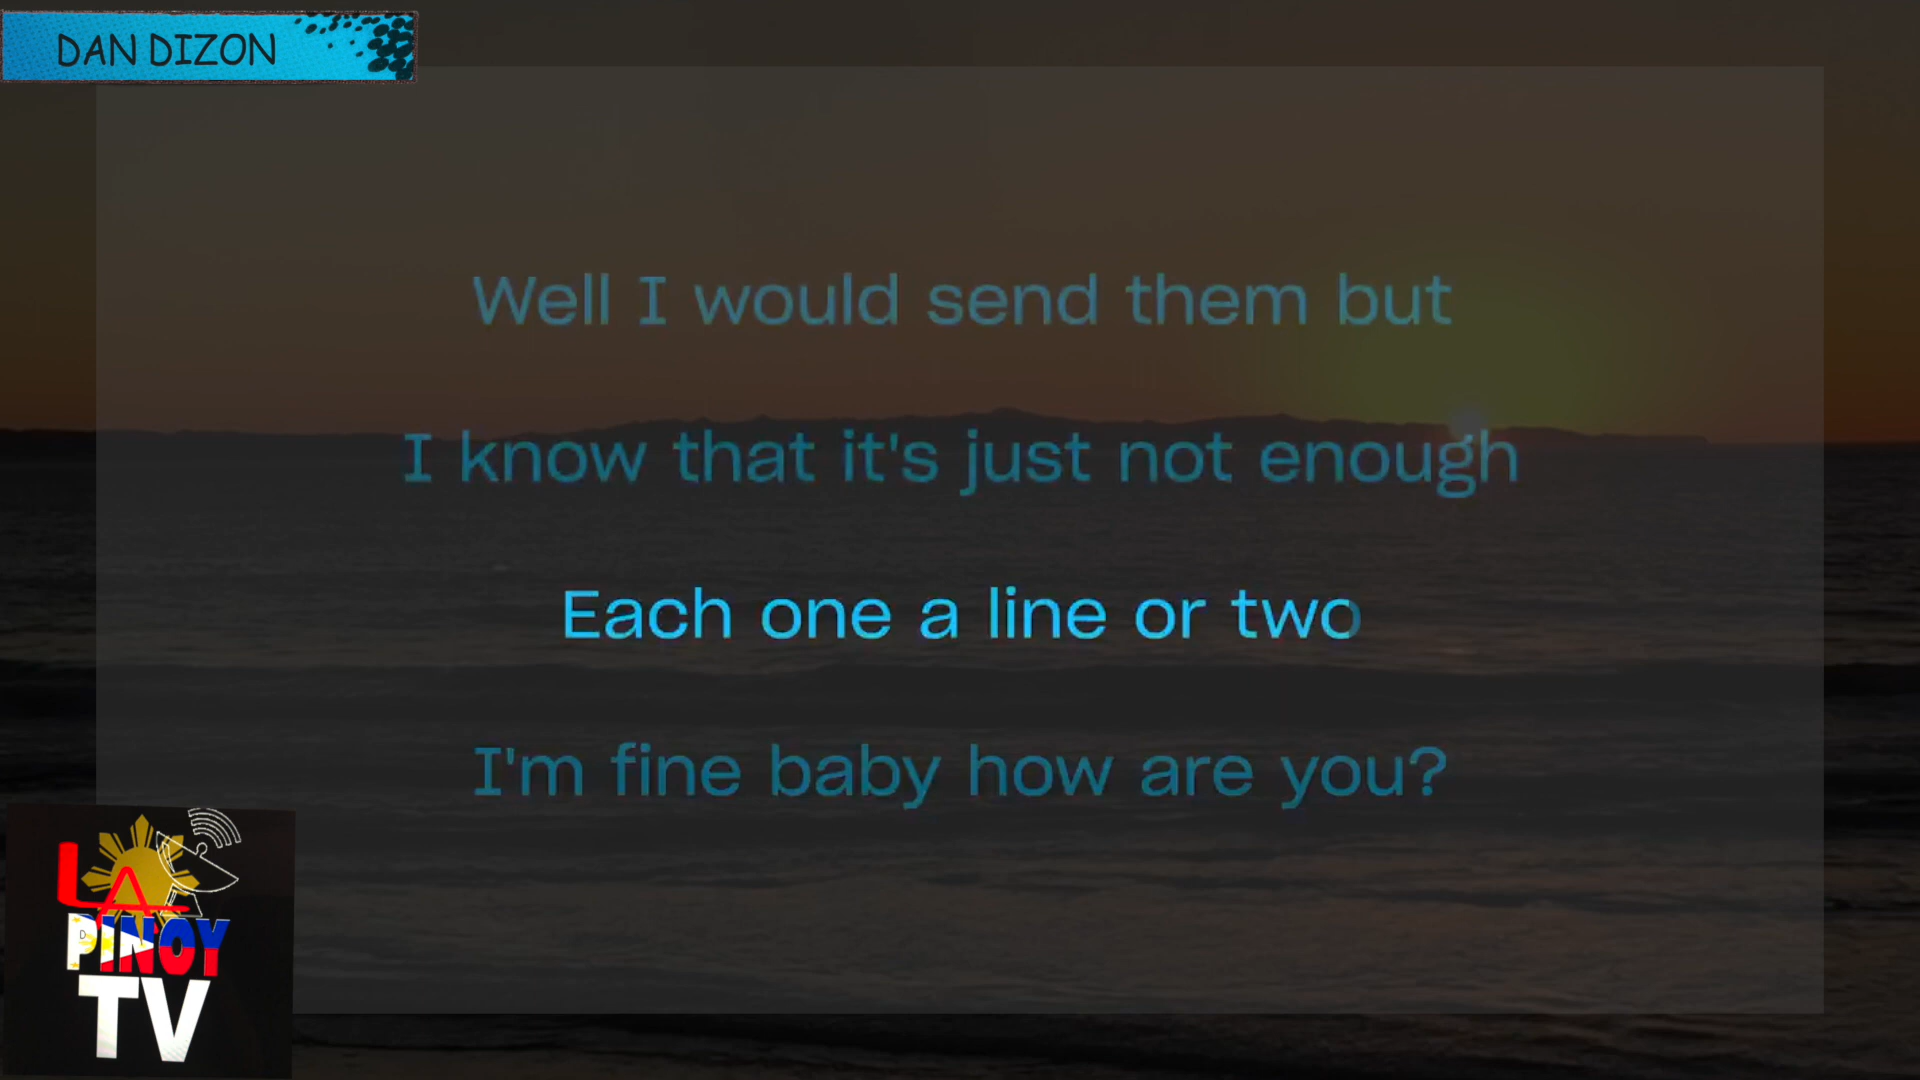 DAN DIZON
Well I would send them but
I know that it's just not enough
Each one a line or two
I'm fine baby how are you?
LA
PINOY
TV